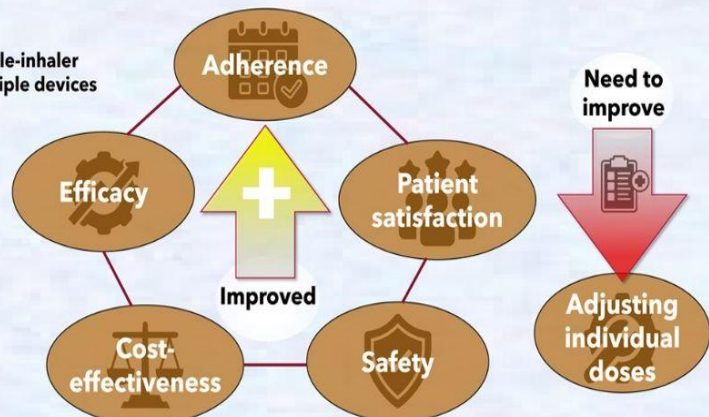 le-inhaler
iple devices
Adherence
Need to
improve
Efficacy
Patient
satisfaction
Improved
Cost-
effectiveness
Safety
Adjusting
individual
doses